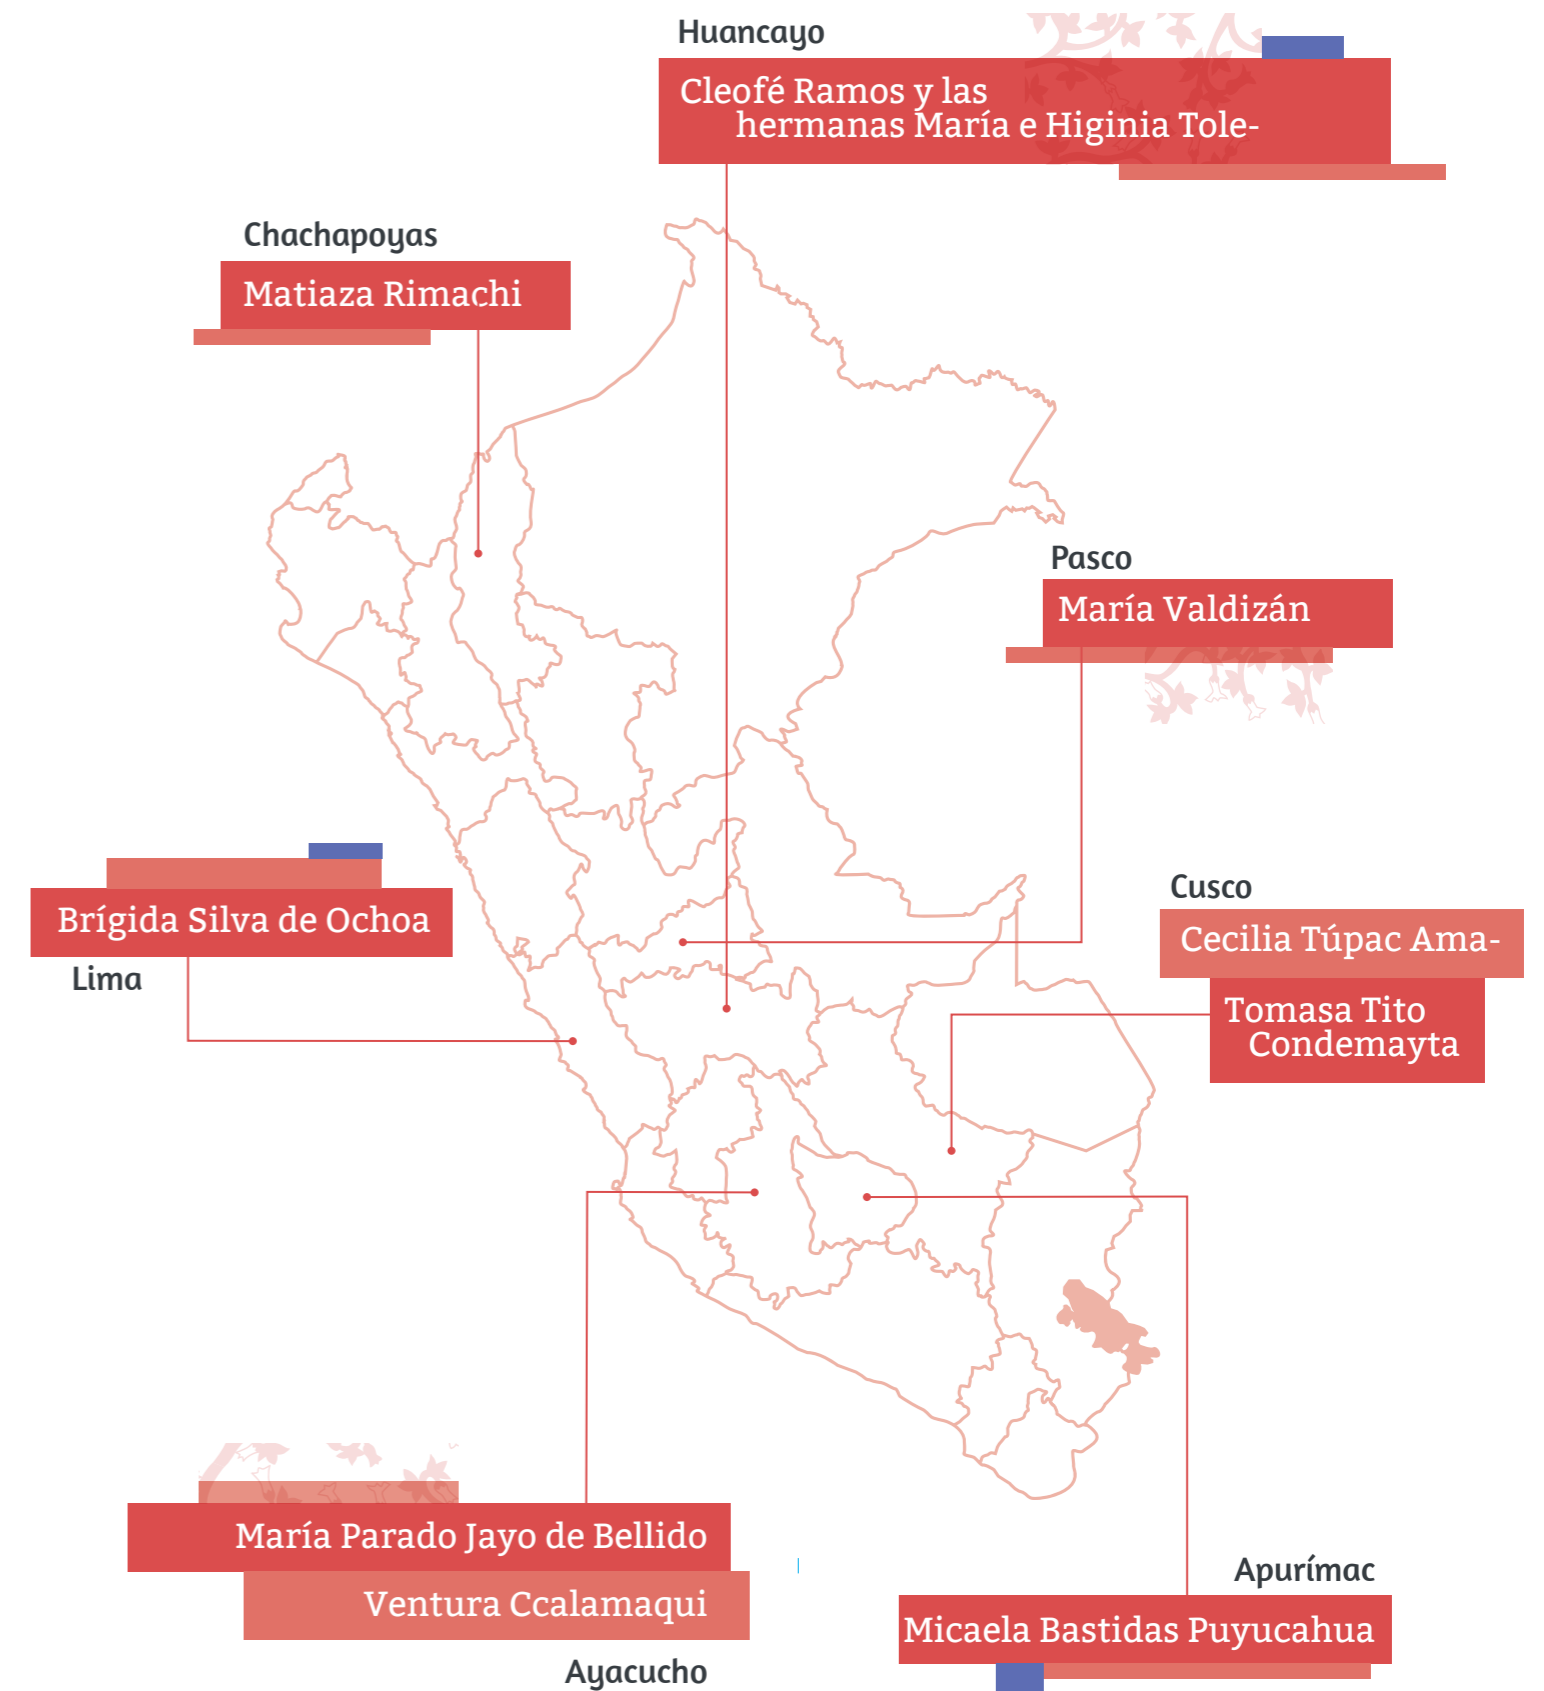 Huancayo
Cleofé Ramos y las
hermanas María e Higinia Tole-
Chachapoyas
Matiaza Rimachi
Pasco
María Valdizán
Brígida Silva de Ochoa
Lima
Cusco
Cecilia Túpac Ama-
Tomasa Tito
Condemayta
María Parado Jayo de Bellido
Ventura Ccalamaqui
Ayacucho
Apurímac
Micaela Bastidas Puyucahua